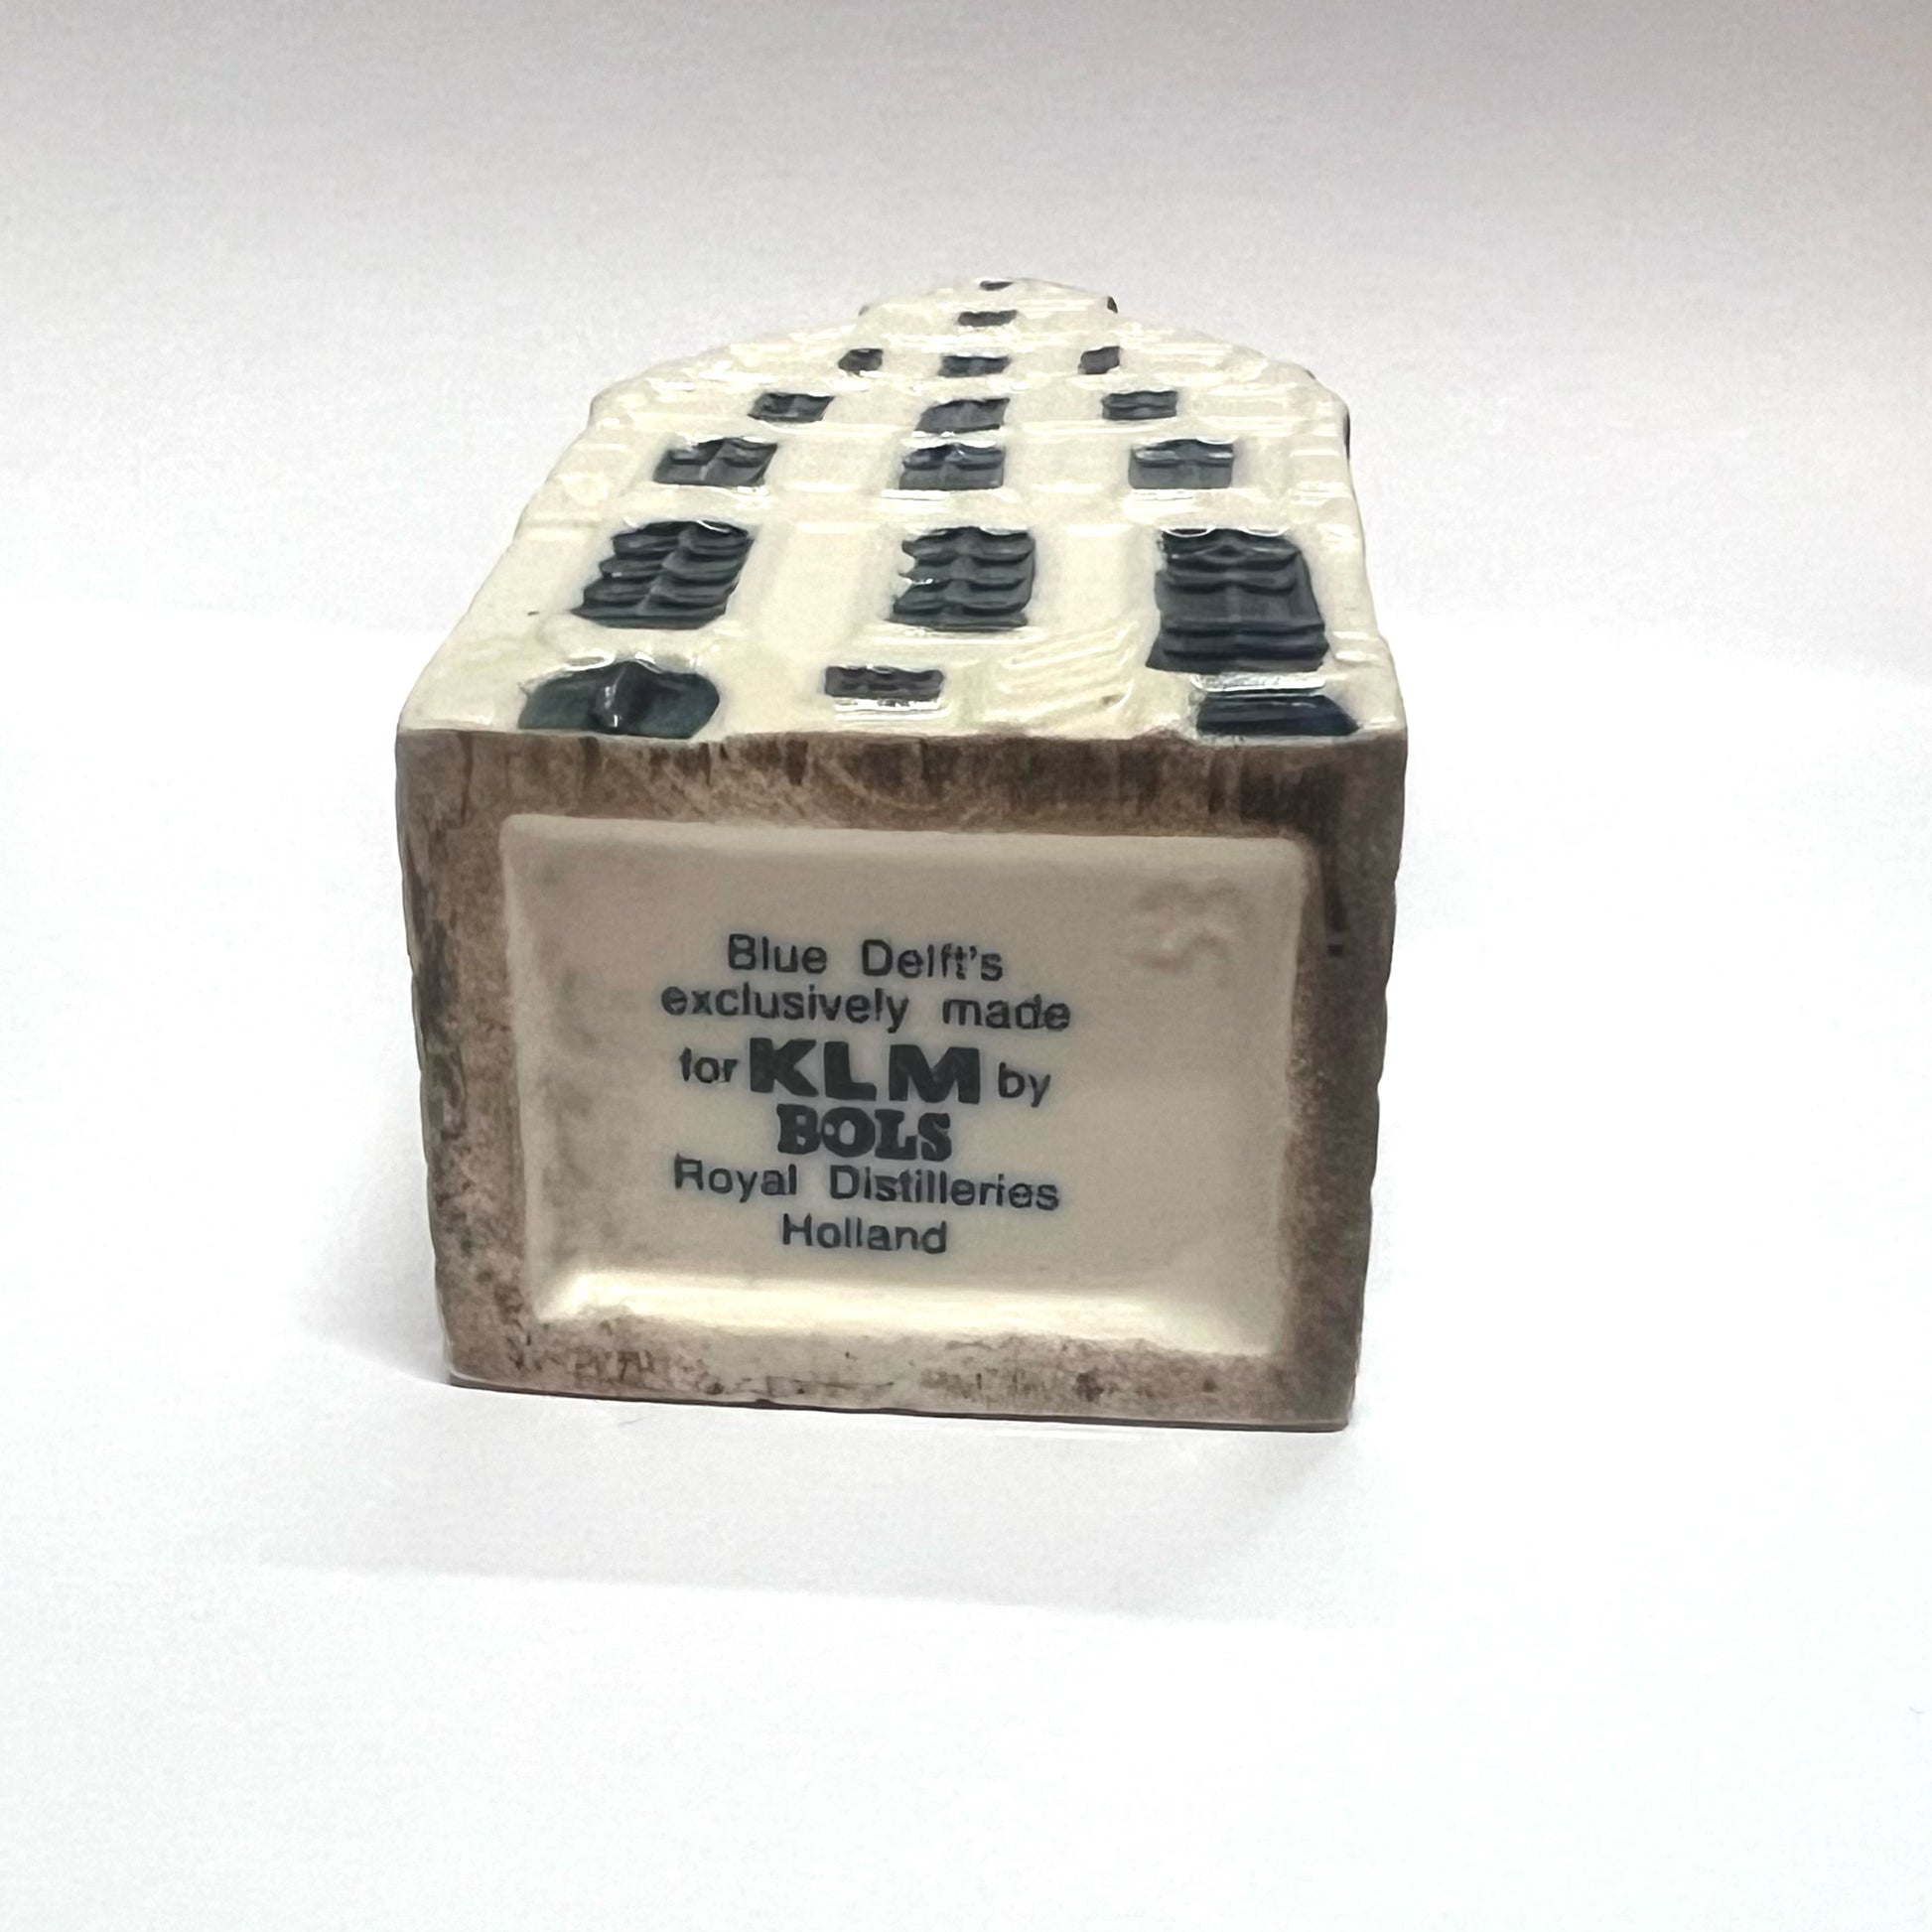 Blue Delft's
exclusively made
for KLM by
BOLS
Royal Distilleries
Holland